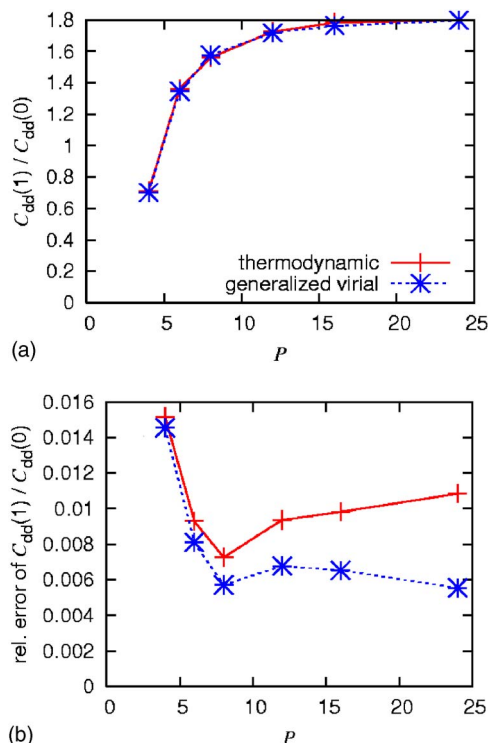 1.8
1.6
1.4
1.2
1
0.8
0.6
0.4
0.2
0
C_dd(1) / C_dd(0)
thermodynamic
generalized virial
0 5 10 15 20 25
(a) P
0.016
0.014
0.012
0.01
0.008
0.006
0.004
0.002
0
rel. error of C_dd(1) / C_dd(0)
0 5 10 15 20 25
(b) P